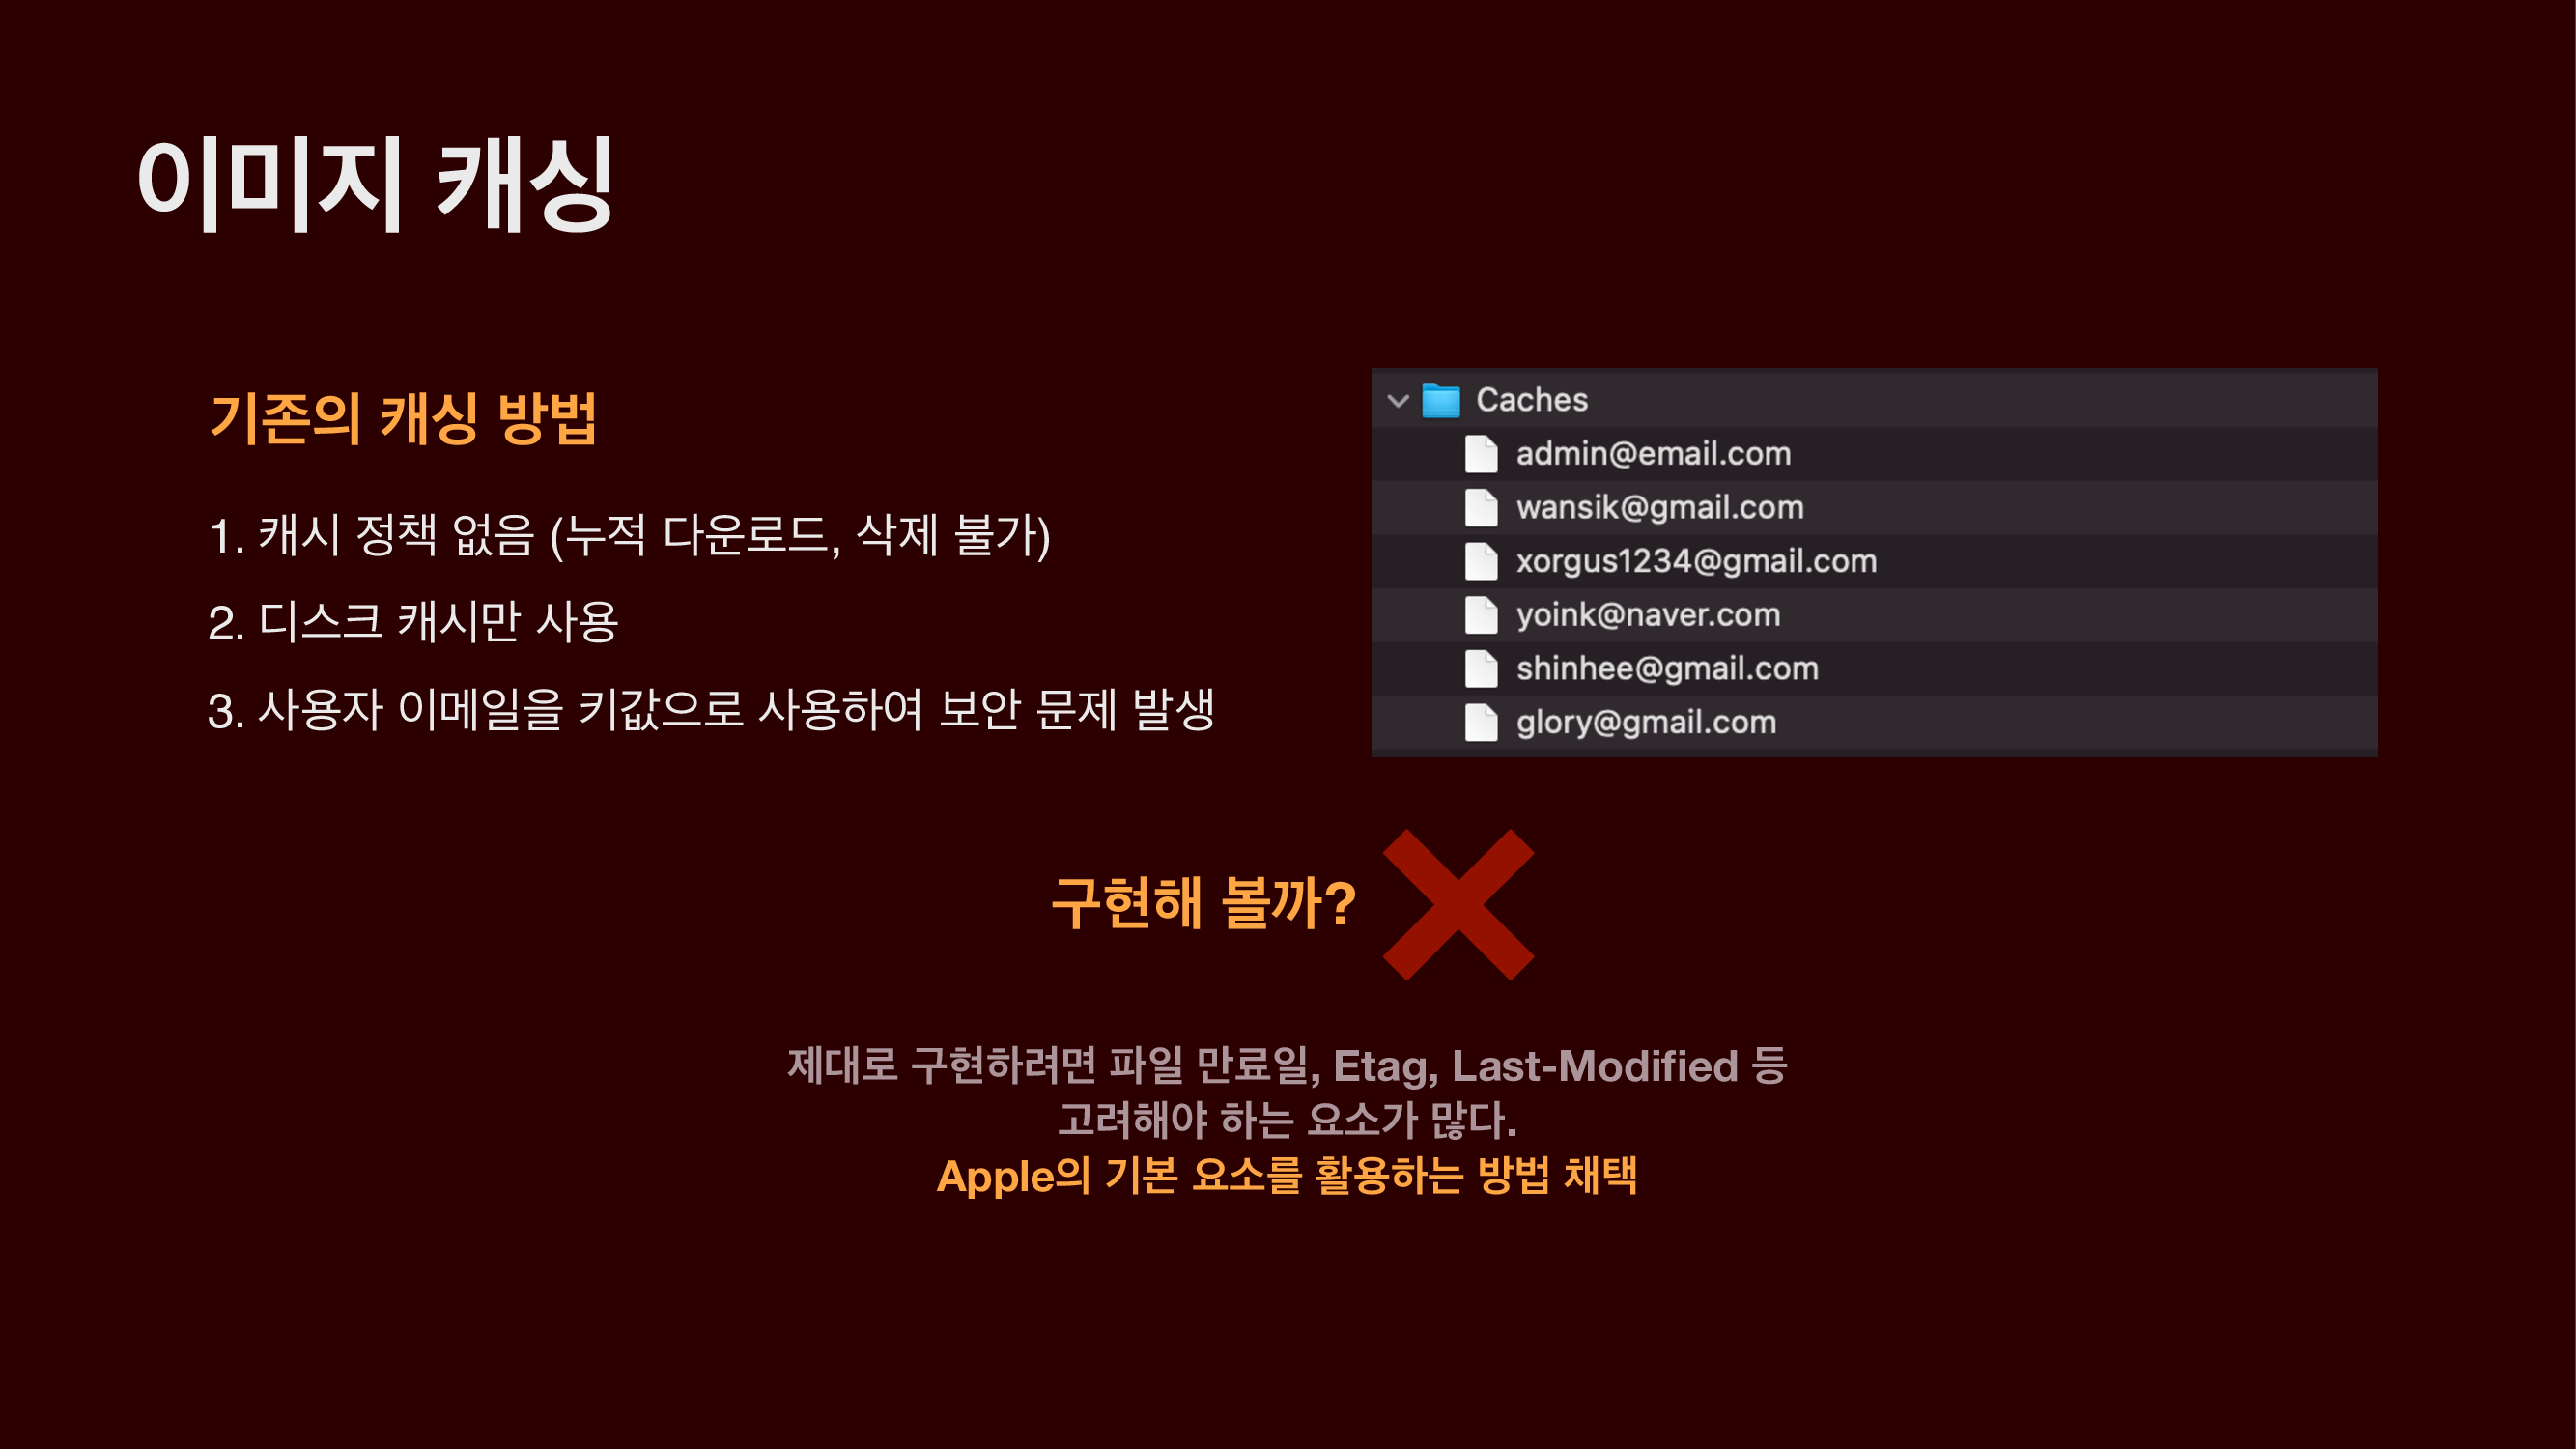 이미지 캐싱
기존의 캐싱 방법
1. 캐시 정책 없음 (누적 다운로드, 삭제 불가)
2. 디스크 캐시만 사용
3. 사용자 이메일을 키값으로 사용하여 보안 문제 발생
Caches
admin@email.com
wansik@gmail.com
xorgus1234@gmail.com
yoink@naver.com
shinhee@gmail.com
glory@gmail.com
구현해 볼까?
제대로 구현하려면 파일 만료일, Etag, Last-Modified 등
고려해야 하는 요소가 많다.
Apple의 기본 요소를 활용하는 방법 채택